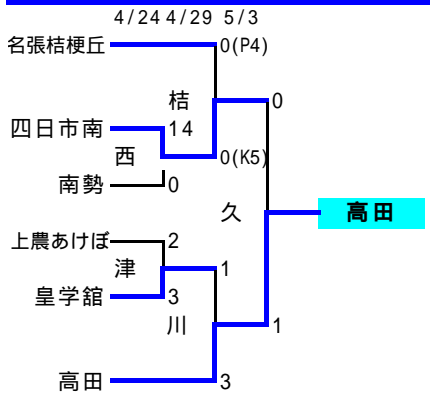 4/24 4/29 5/3
名張桔梗丘
0(P4)
桔
0
四日市南
14
西
0(K5)
南勢
0
久
高田
上農あけぼ
2
津
1
皇学舘
3
川
1
高田
3